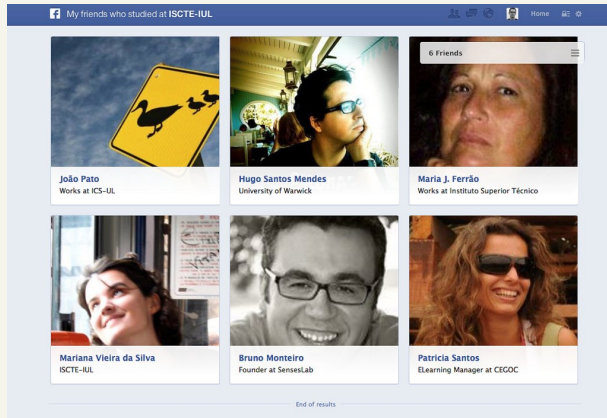 My friends who studied at ISCTE-IUL
Home
6 Friends
João Pato
Works at ICS-UL
Hugo Santos Mendes
University of Warwick
Maria J. Ferrão
Works at Instituto Superior Técnico
Mariana Vieira da Silva
ISCTE-IUL
Bruno Monteiro
Founder at SensesLab
Patricia Santos
ELearning Manager at CEGOC
End of results